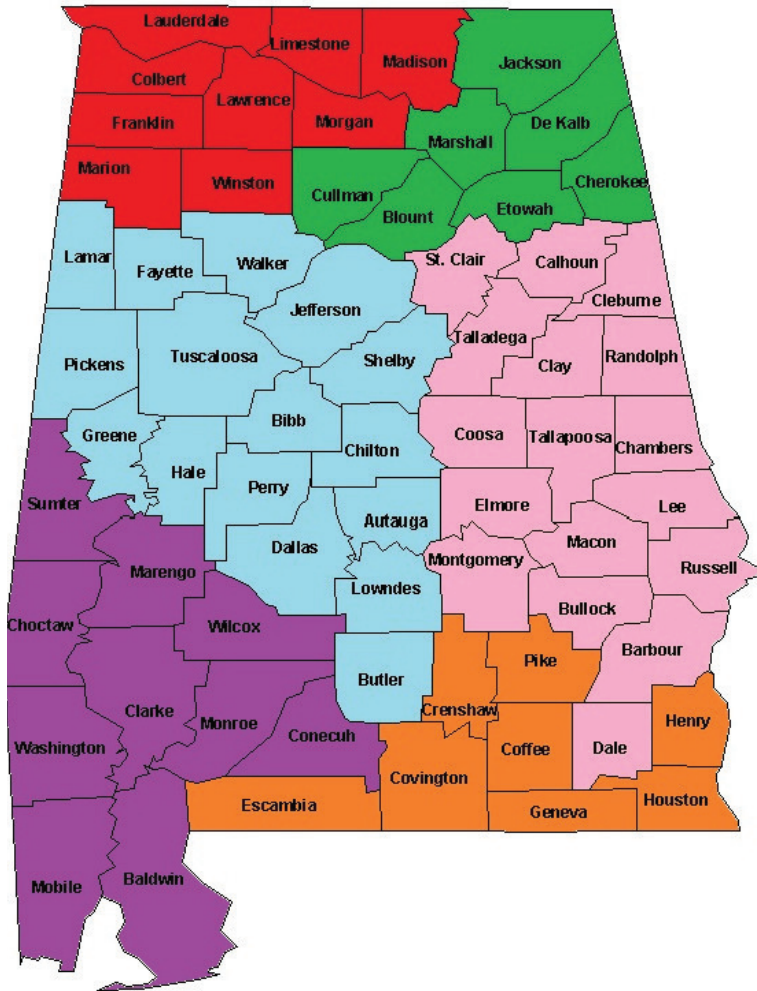 Lauderdale
Limestone
Madison
Jackson
Colbert
Lawrence
Franklin
Morgan
De Kalb
Marshall
Marion
Winston
Cullman
Cherokee
Blount
Etowah
Lamar
Fayette
Walker
St. Clair
Calhoun
Cleburne
Jefferson
Talladega
Pickens
Tuscaloosa
Shelby
Clay
Randolph
Greene
Bibb
Coosa
Tallapoosa
Chambers
Hale
Chilton
Sumter
Perry
Elmore
Lee
Autauga
Dallas
Macon
Marengo
Montgomery
Russell
Lowndes
Bullock
Choctaw
Wilcox
Barbour
Butler
Pike
Clarke
Monroe
Crenshaw
Henry
Washington
Conecuh
Coffee
Dale
Covington
Escambia
Geneva
Houston
Mobile
Baldwin